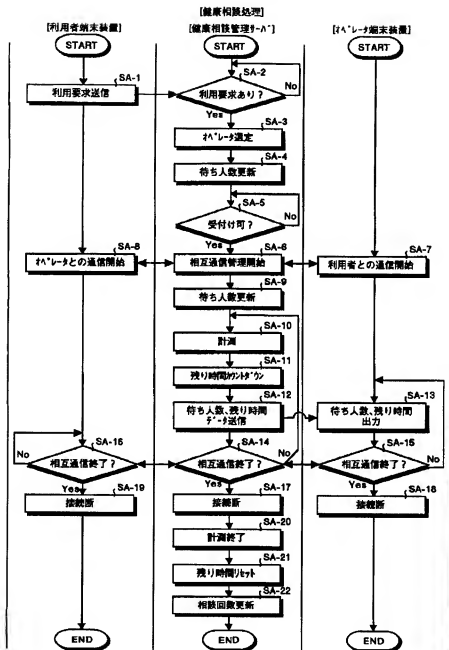 [健康相談処理]
[利用者端末装置]
[健康相談管理サーバ]
[オペレータ端末装置]
START
START
START
SA-1
利用要求送信
SA-2
利用要求あり?
No
Yes
SA-3
オペレータ選定
SA-4
待ち人数更新
SA-5
受付け可?
No
Yes
SA-8
オペレータとの通信開始
SA-6
相互通信管理開始
SA-7
利用者との通信開始
SA-9
待ち人数更新
SA-10
計測
SA-11
残り時間カウントダウン
SA-12
待ち人数、残り時間
データ送信
SA-13
待ち人数、残り時間
出力
SA-16
相互通信終了?
No
Yes
SA-14
相互通信終了?
No
Yes
SA-15
相互通信終了?
No
Yes
SA-19
接続断
SA-17
接続断
SA-18
接続断
SA-20
計測終了
SA-21
残り時間リセット
SA-22
相談回数更新
END
END
END